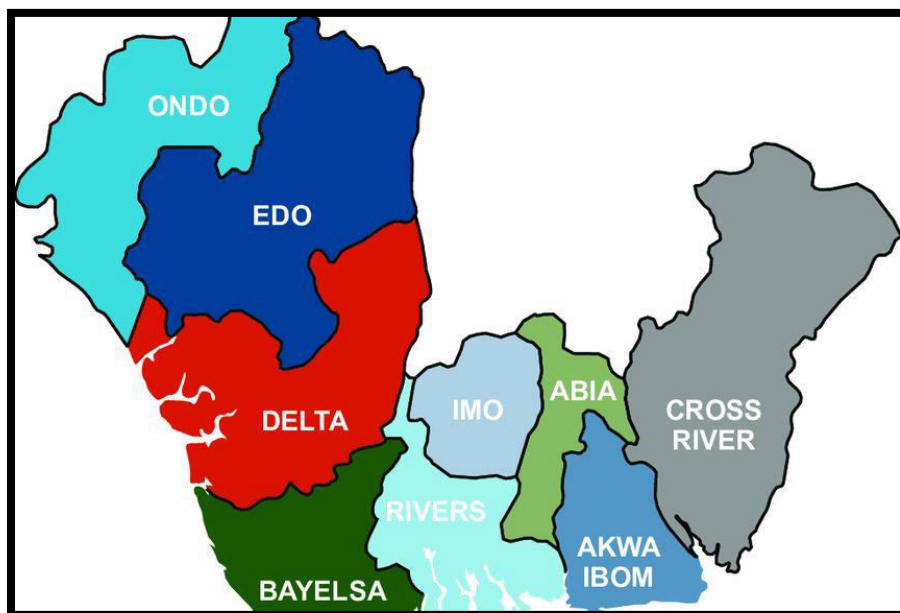 ONDO
EDO
IMO
ABIA
DELTA
CROSS
RIVER
RIVERS
AKWA
IBOM
BAYELSA